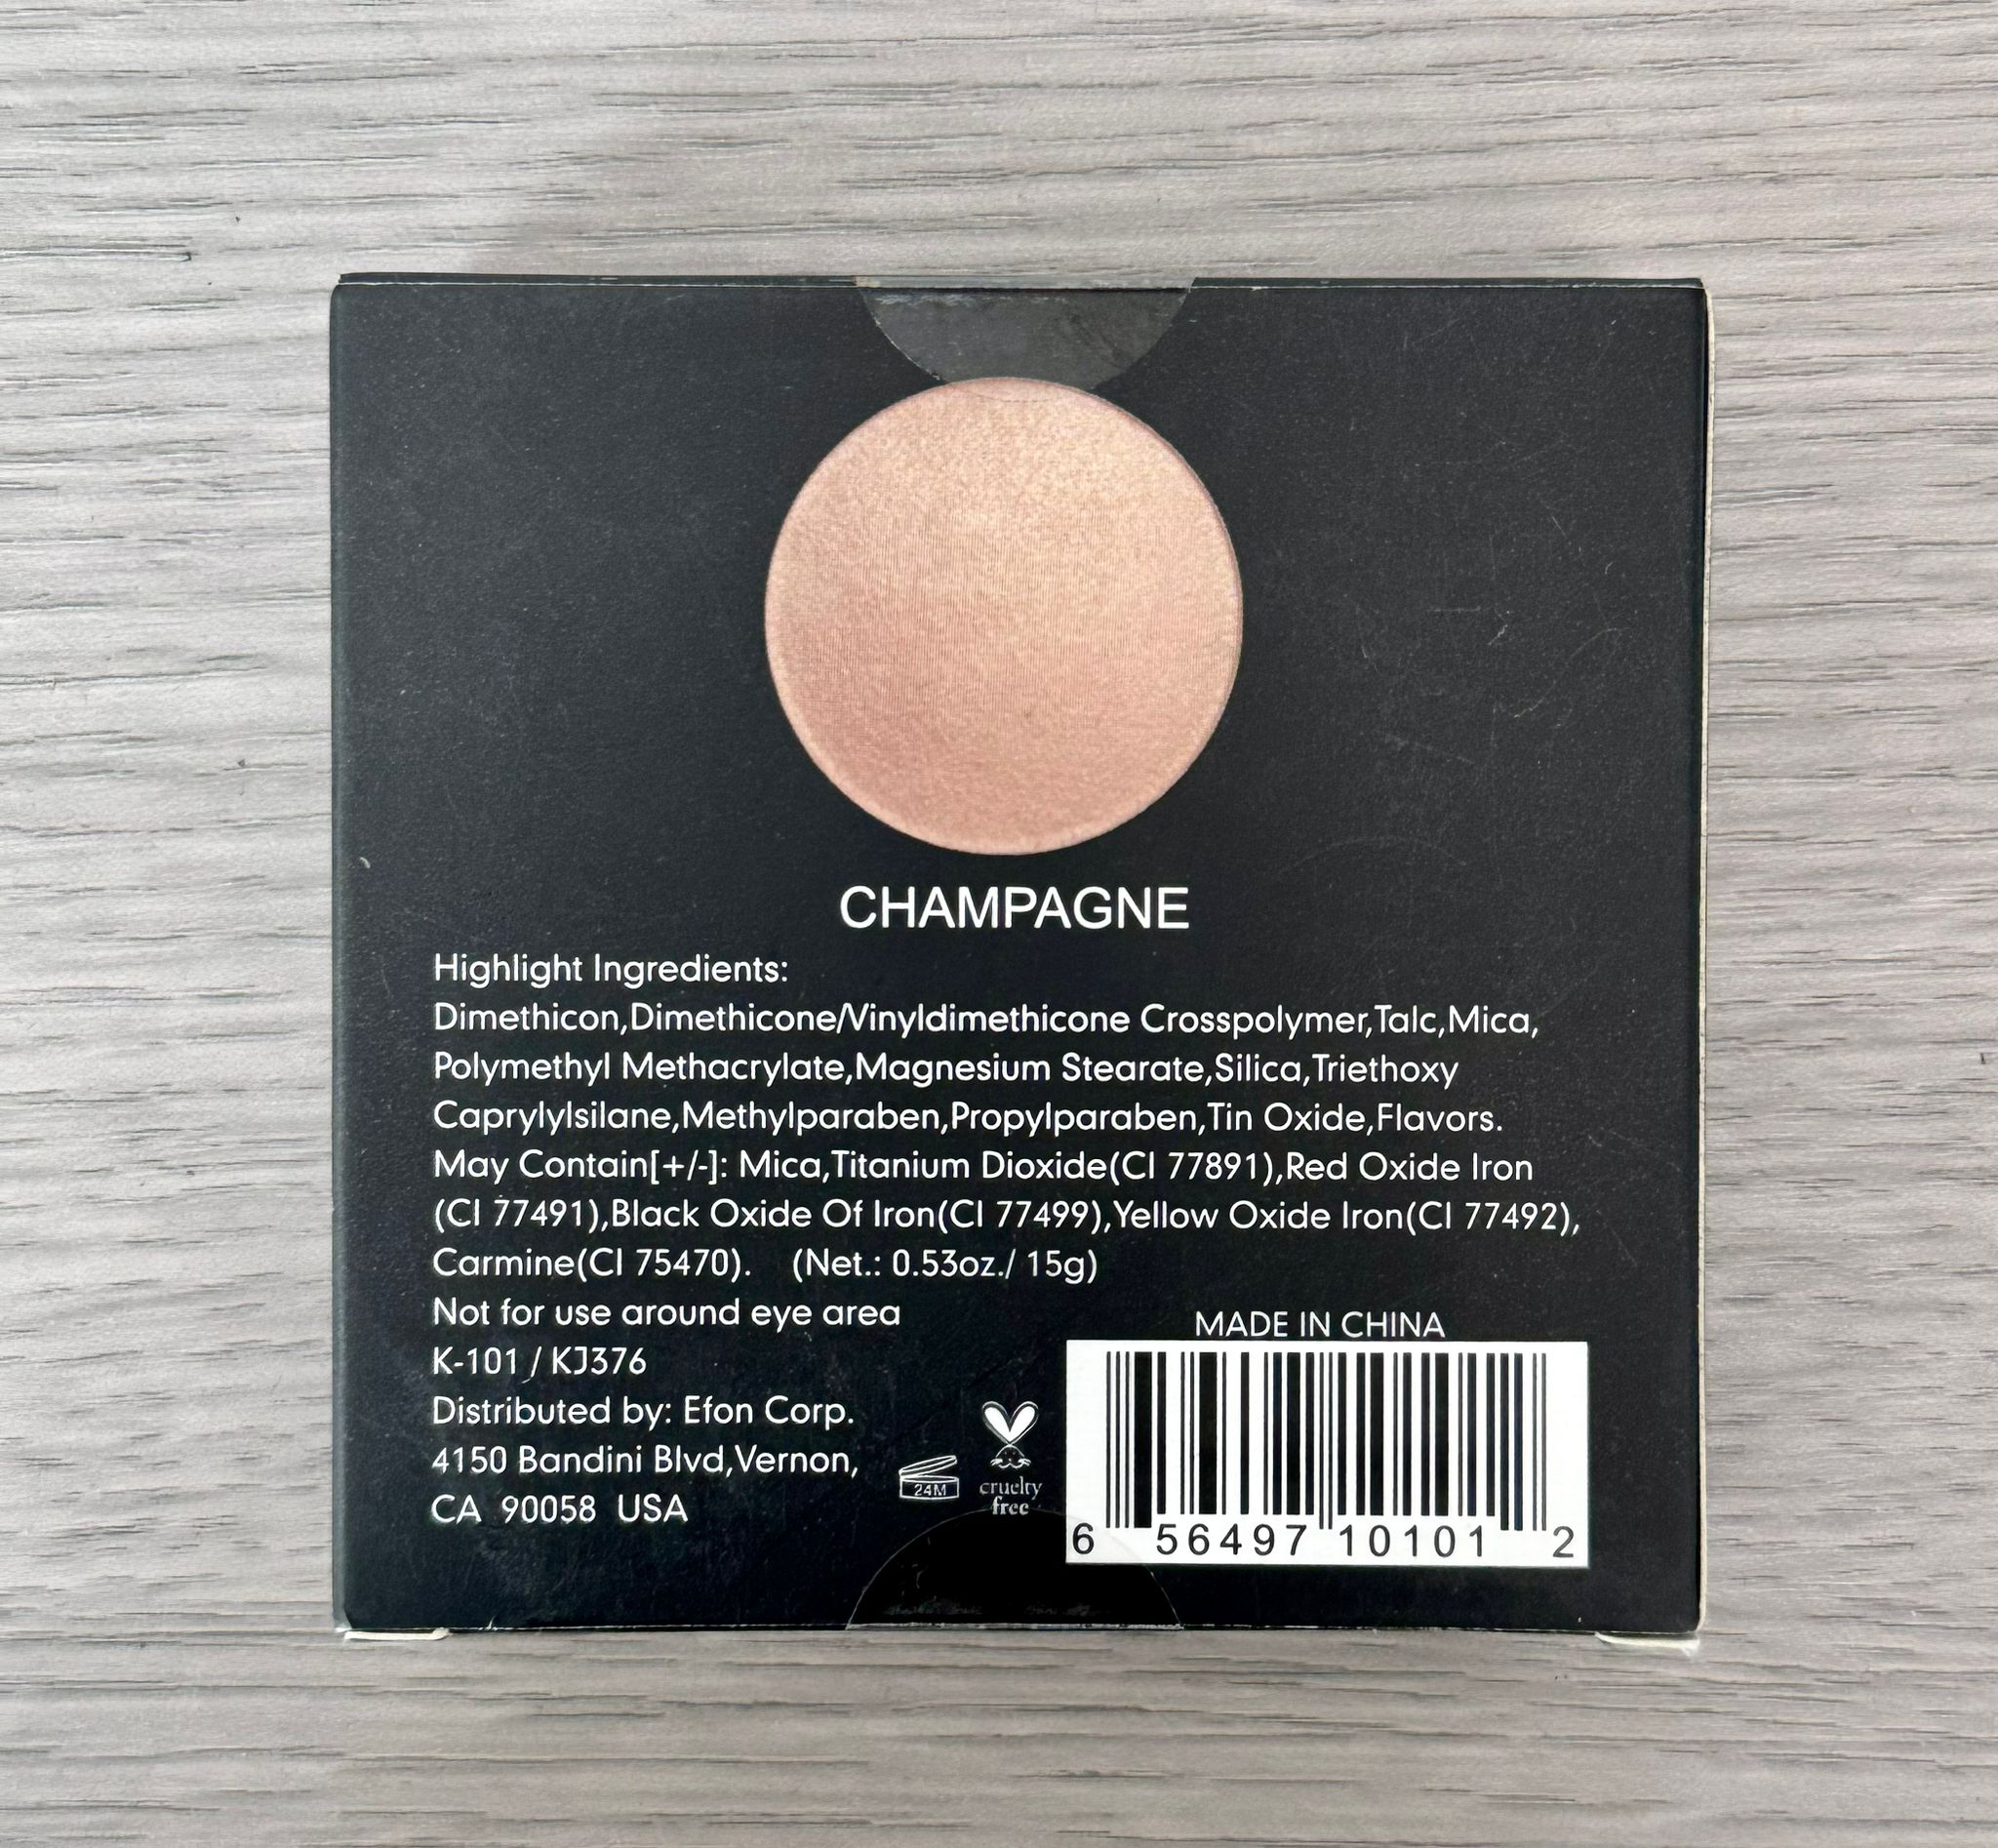 CHAMPAGNE
Highlight Ingredients:
Dimethicon,Dimethicone/Vinyldimethicone Crosspolymer,Talc,Mica,
Polymethyl Methacrylate,Magnesium Stearate,Silica,Triethoxy
Caprylylsilane,Methylparaben,Propylparaben,Tin Oxide,Flavors.
May Contain[+/-]: Mica,Titanium Dioxide(CI 77891),Red Oxide Iron
(CI 77491),Black Oxide Of Iron(CI 77499),Yellow Oxide Iron(CI 77492),
Carmine(CI 75470). (Net.: 0.53oz./ 15g)
Not for use around eye area
K-101 / KJ376
Distributed by: Efon Corp.
4150 Bandini Blvd,Vernon,
CA 90058 USA
24M
cruelty
free
MADE IN CHINA
6 56497 10101 2